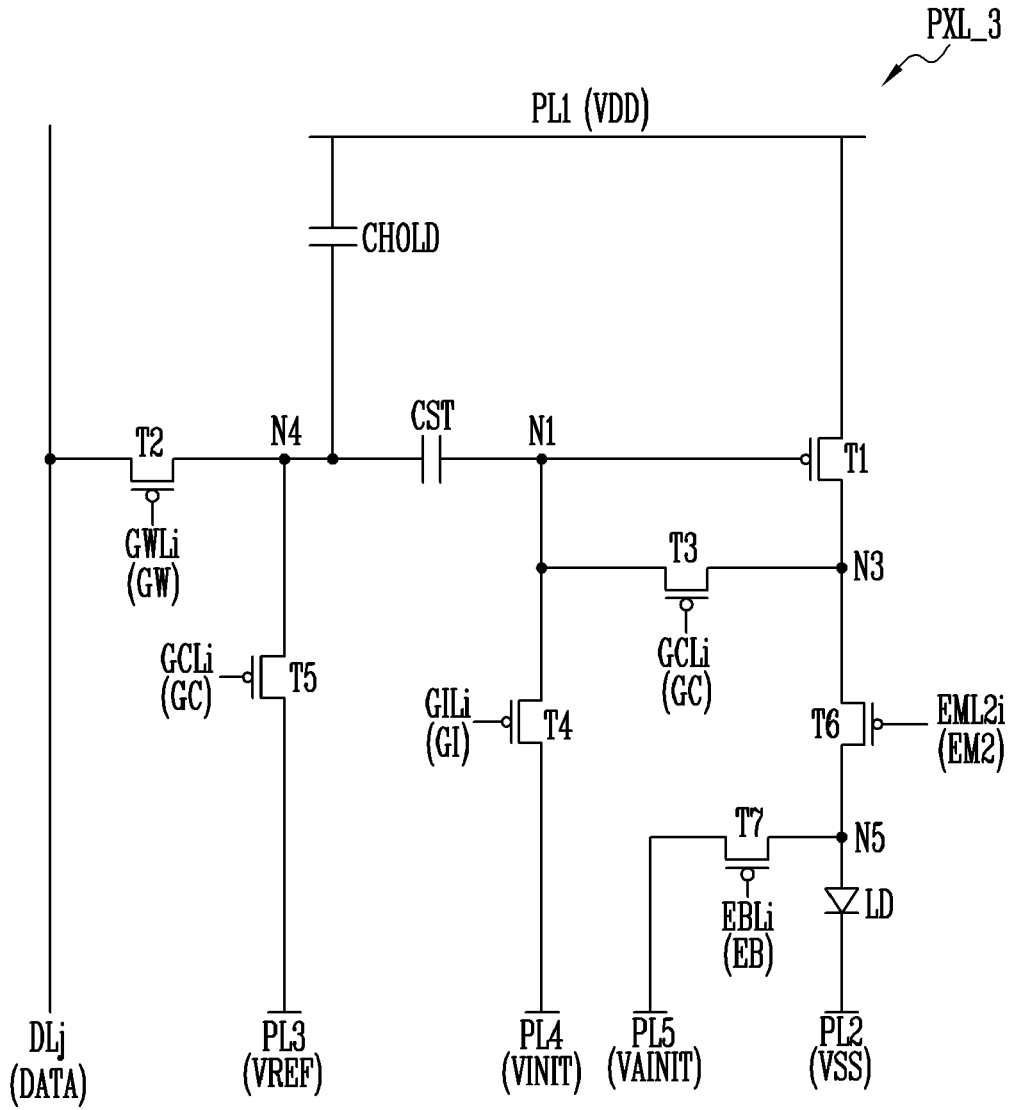 PXL_3
PL1 (VDD)
CHOLD
CST
T2
N4
N1
T1
GWLi
(GW)
T3
N3
GCLi
(GC)
T5
GCLi
(GC)
GILi
(GI)
T4
T6
EML2i
(EM2)
T7
N5
EBLi
(EB)
LD
DLj
(DATA)
PL3
(VREF)
PL4
(VINIT)
PL5
(VAINIT)
PL2
(VSS)